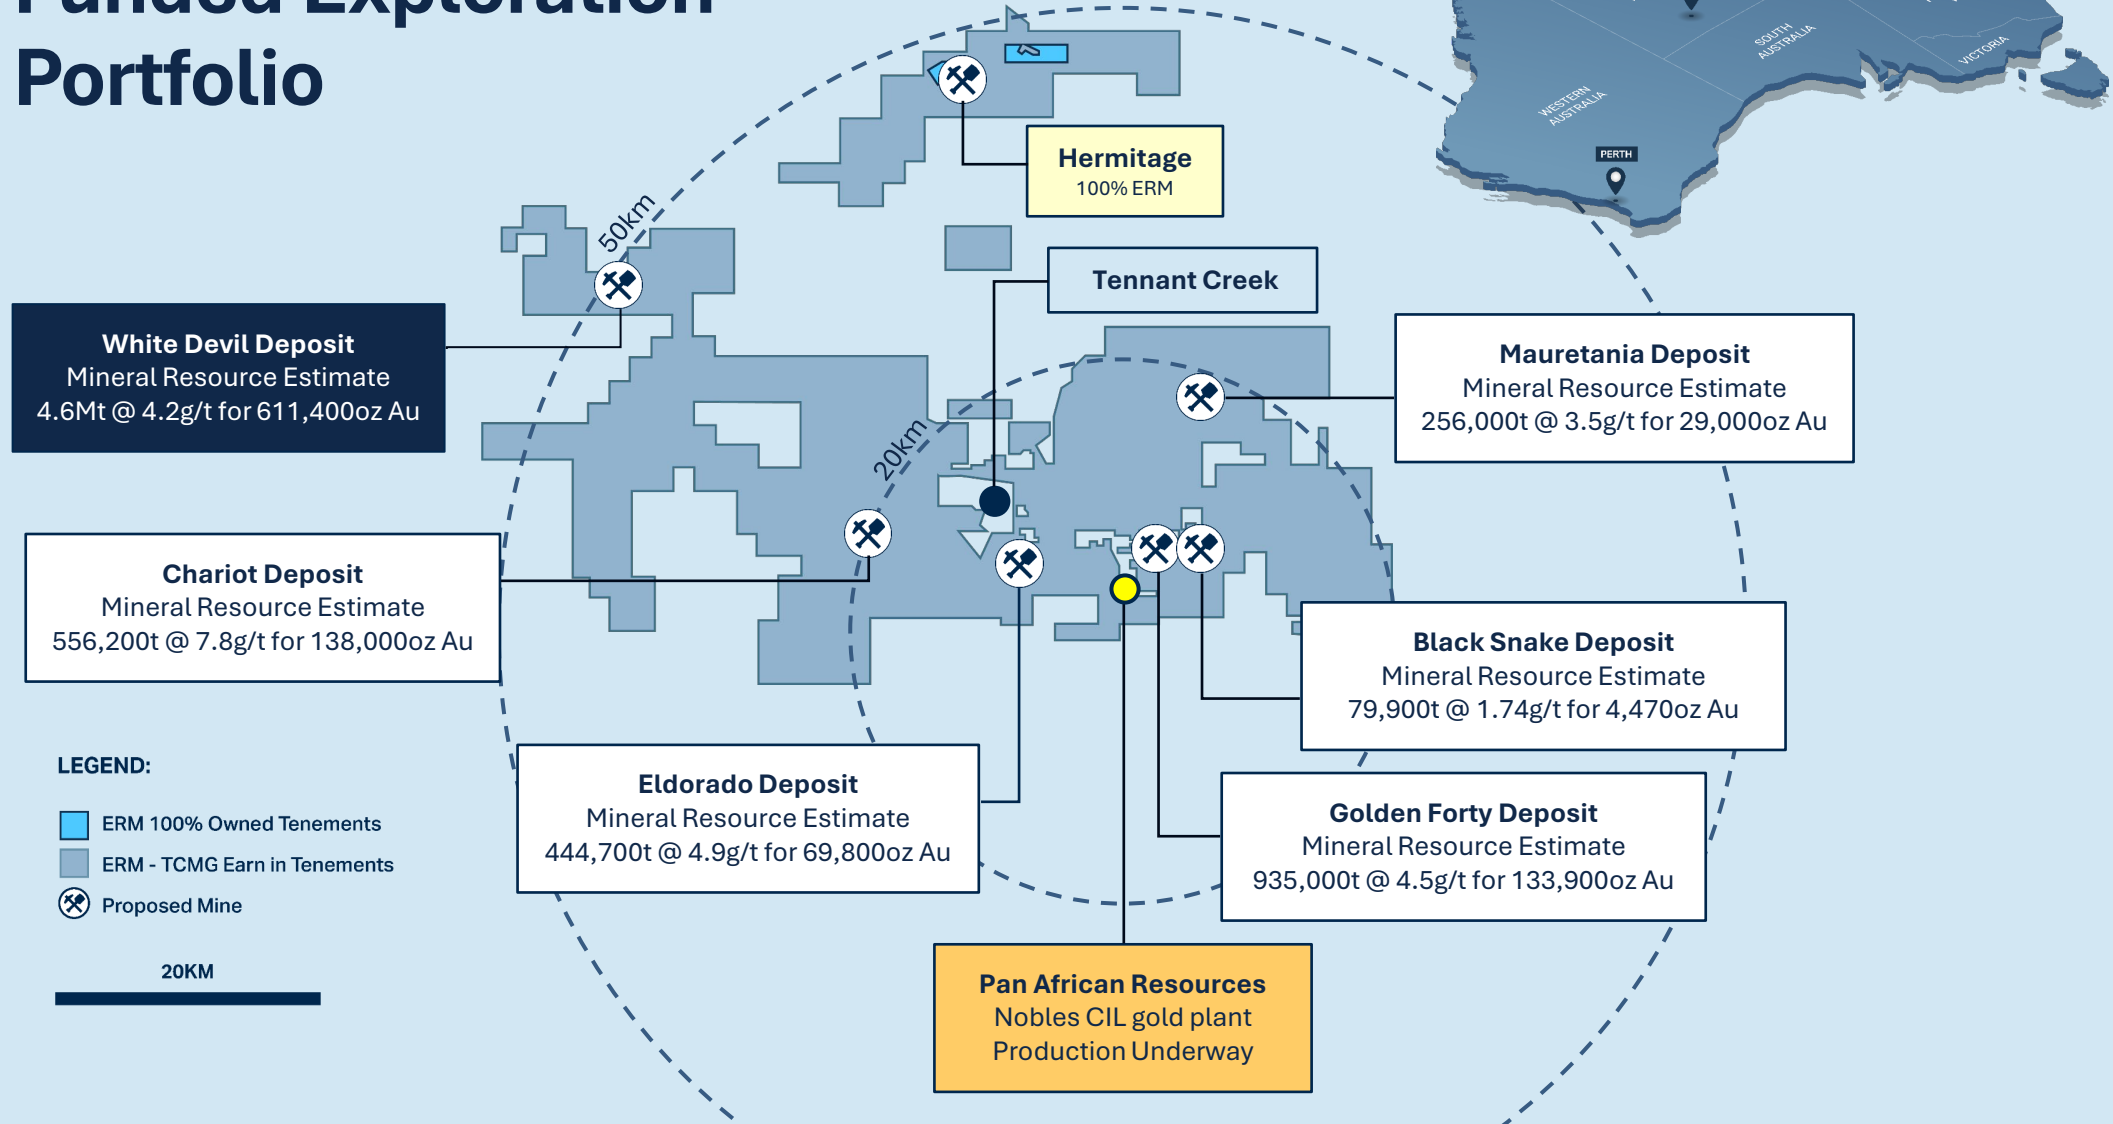 Funded Exploration
Portfolio
SOUTH
AUSTRALIA
VICTORIA
WESTERN
AUSTRALIA
PERTH
Hermitage
100% ERM
50km
Tennant Creek
White Devil Deposit
Mineral Resource Estimate
4.6Mt @ 4.2g/t for 611,400oz Au
Mauretania Deposit
Mineral Resource Estimate
256,000t @ 3.5g/t for 29,000oz Au
20km
Chariot Deposit
Mineral Resource Estimate
556,200t @ 7.8g/t for 138,000oz Au
Black Snake Deposit
Mineral Resource Estimate
79,900t @ 1.74g/t for 4,470oz Au
Eldorado Deposit
Mineral Resource Estimate
444,700t @ 4.9g/t for 69,800oz Au
Golden Forty Deposit
Mineral Resource Estimate
935,000t @ 4.5g/t for 133,900oz Au
LEGEND:
ERM 100% Owned Tenements
ERM - TCMG Earn in Tenements
Proposed Mine
20KM
Pan African Resources
Nobles CIL gold plant
Production Underway